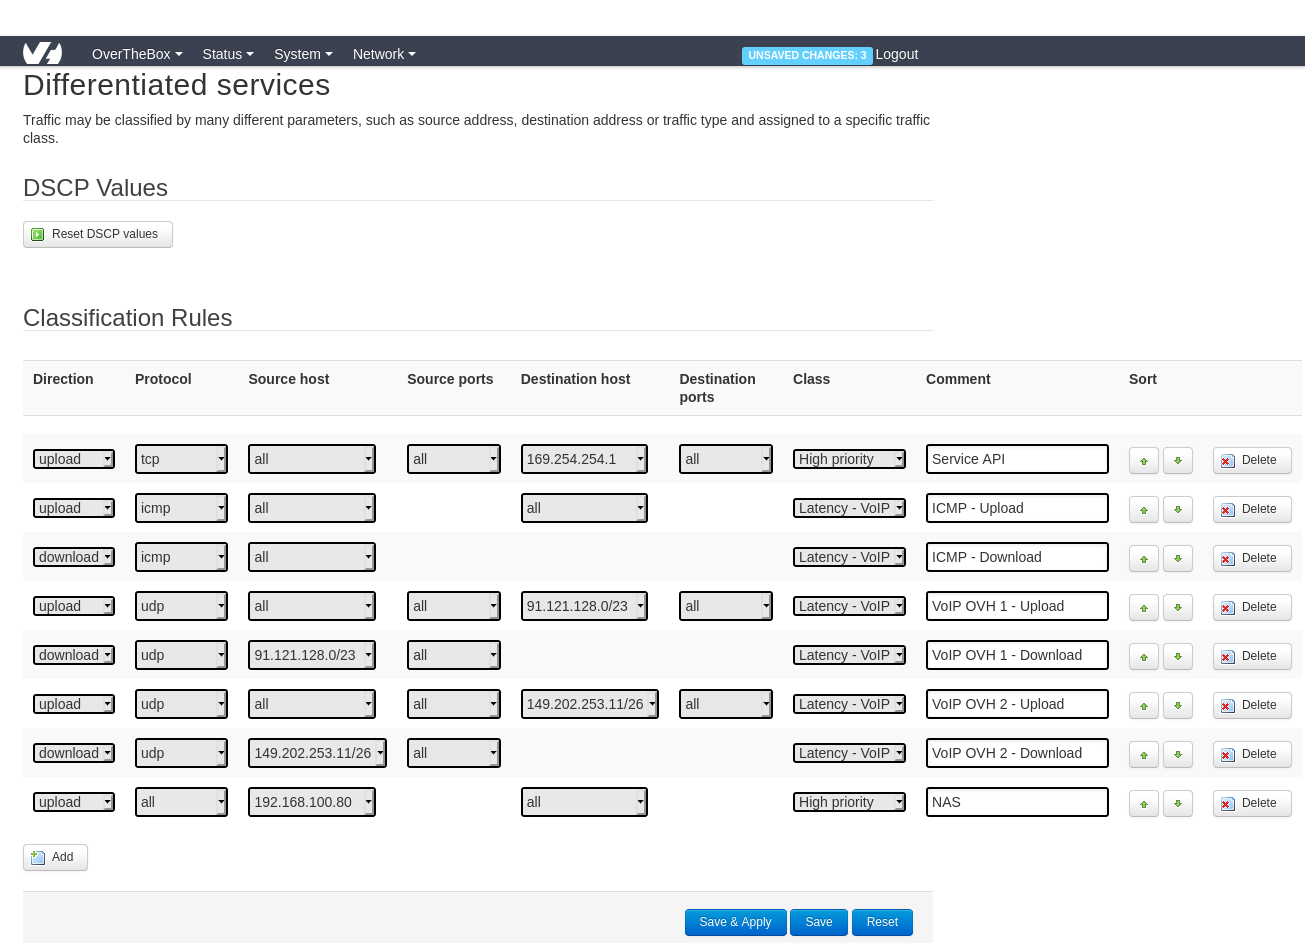 OverTheBox Status System Network UNSAVED CHANGES: 3 Logout
Differentiated services
Traffic may be classified by many different parameters, such as source address, destination address or traffic type and assigned to a specific traffic
class.
DSCP Values
Reset DSCP values
Classification Rules
Direction Protocol Source host Source ports Destination host Destination ports Class Comment Sort
upload tcp all all 169.254.254.1 all High priority Service API Delete
upload icmp all all Latency - VoIP ICMP - Upload Delete
download icmp all Latency - VoIP ICMP - Download Delete
upload udp all all 91.121.128.0/23 all Latency - VoIP VoIP OVH 1 - Upload Delete
download udp 91.121.128.0/23 all Latency - VoIP VoIP OVH 1 - Download Delete
upload udp all all 149.202.253.11/26 all Latency - VoIP VoIP OVH 2 - Upload Delete
download udp 149.202.253.11/26 all Latency - VoIP VoIP OVH 2 - Download Delete
upload all 192.168.100.80 all High priority NAS Delete
Add
Save & Apply Save Reset